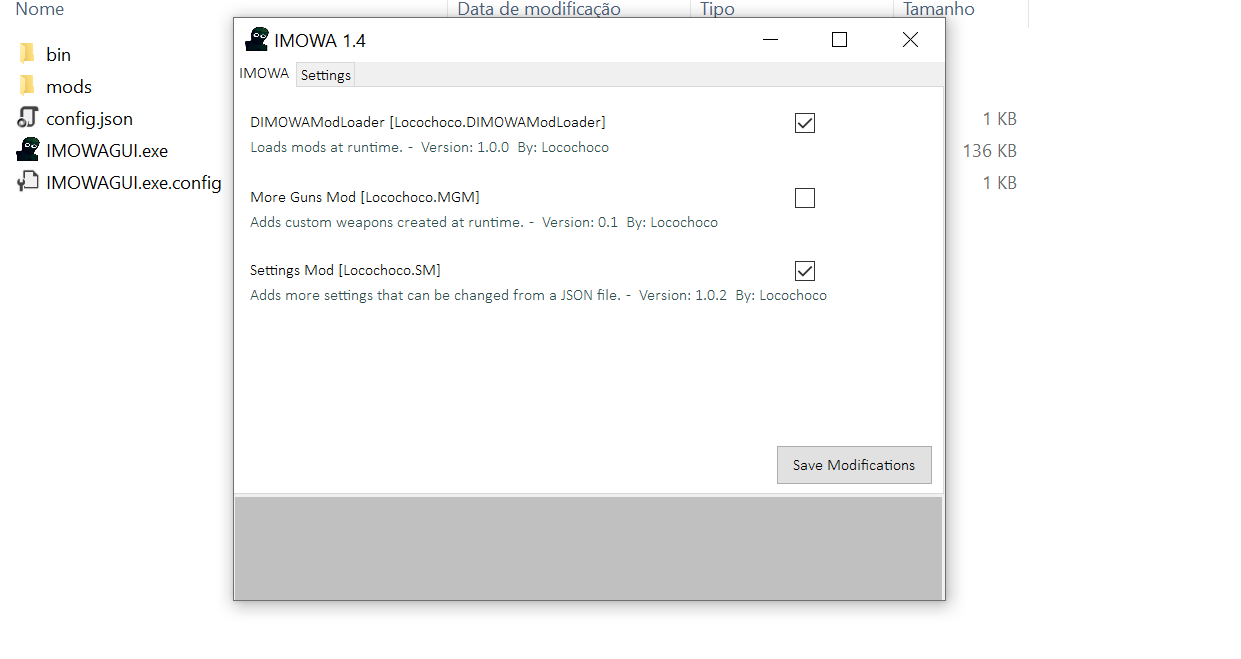 Nome Data de modificação Tipo Tamanho
bin
mods
config.json 1 KB
IMOWAGUI.exe 136 KB
IMOWAGUI.exe.config 1 KB
IMOWA 1.4
IMOWA Settings
DIMOWAModLoader [Locochoco.DIMOWAModLoader]
Loads mods at runtime. - Version: 1.0.0 By: Locochoco
More Guns Mod [Locochoco.MGM]
Adds custom weapons created at runtime. - Version: 0.1 By: Locochoco
Settings Mod [Locochoco.SM]
Adds more settings that can be changed from a JSON file. - Version: 1.0.2 By: Locochoco
Save Modifications